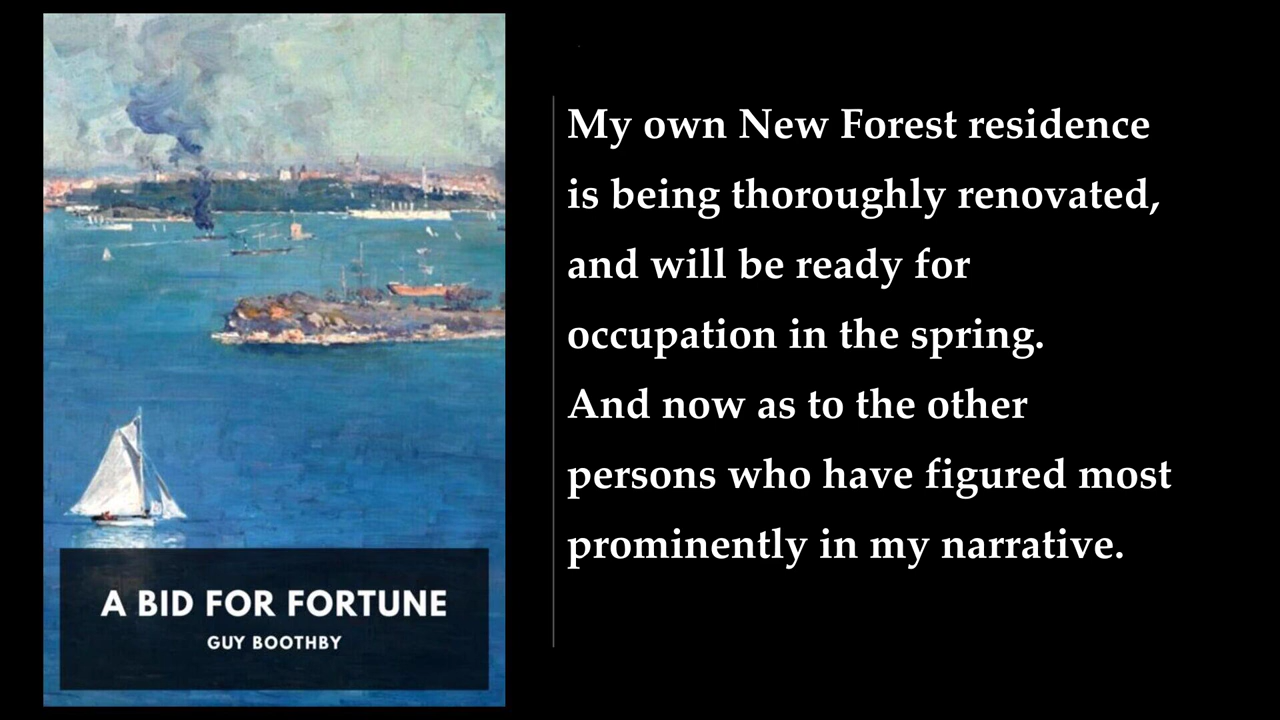 A BID FOR FORTUNE
GUY BOOTHBY
My own New Forest residence
is being thoroughly renovated,
and will be ready for
occupation in the spring.
And now as to the other
persons who have figured most
prominently in my narrative.